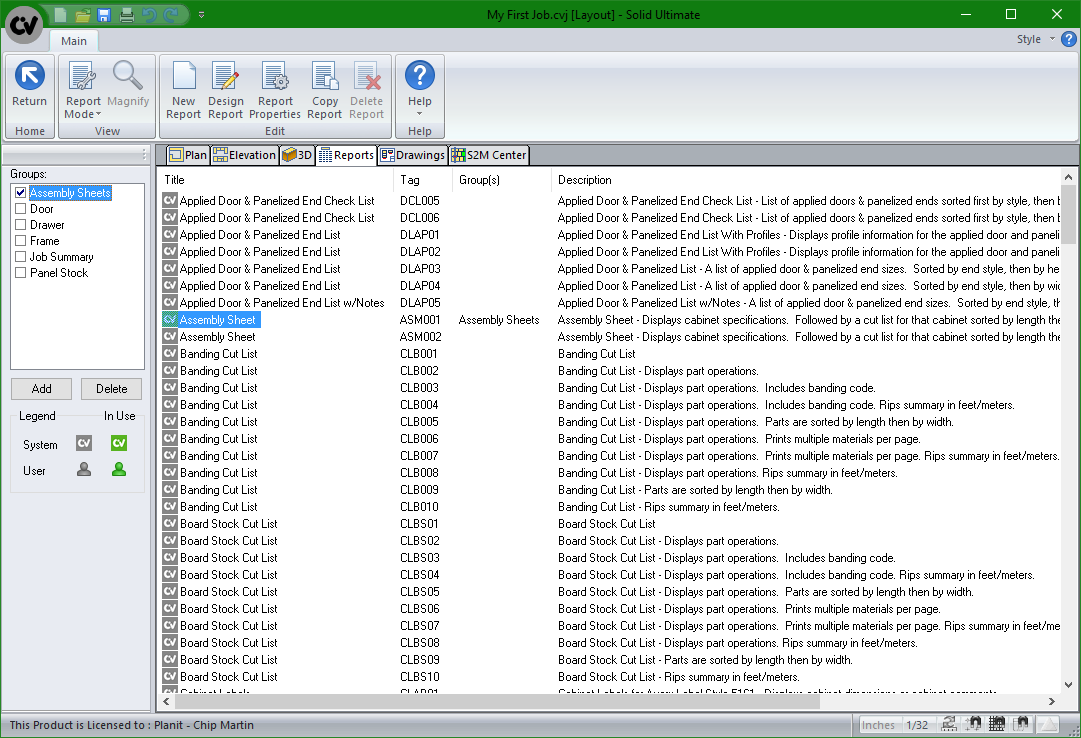 CV
My First Job.cvj [Layout] - Solid Ultimate
Main
Style
Return
Report Mode
Magnify
New Report
Design Report
Report Properties
Copy Report
Delete Report
Help
Home
View
Edit
Help
Plan
Elevation
3D
Reports
Drawings
S2M Center
Groups:
Assembly Sheets
Door
Drawer
Frame
Job Summary
Panel Stock
Add
Delete
Legend
In Use
System
CV
CV
User
Title Tag Group(s) Description
Applied Door & Panelized End Check List DCL005 Applied Door & Panelized End Check List - List of applied doors & panelized ends sorted first by style, then b
Applied Door & Panelized End Check List DCL006 Applied Door & Panelized End Check List - List of applied doors & panelized ends sorted first by style, then b
Applied Door & Panelized End List DLAP01 Applied Door & Panelized End List With Profiles - Displays profile information for the applied door and paneli
Applied Door & Panelized End List DLAP02 Applied Door & Panelized End List With Profiles - Displays profile information for the applied door and paneli
Applied Door & Panelized End List DLAP03 Applied Door & Panelized List - A list of applied door & panelized end sizes. Sorted by end style, then by he
Applied Door & Panelized End List DLAP04 Applied Door & Panelized List - A list of applied door & panelized end sizes. Sorted by end style, then by wid
Applied Door & Panelized End List w/Notes DLAP05 Applied Door & Panelized List w/Notes - A list of applied door & panelized end sizes. Sorted by end style, th
Assembly Sheet ASM001 Assembly Sheets Assembly Sheet - Displays cabinet specifications. Followed by a cut list for that cabinet sorted by length the
Assembly Sheet ASM002 Assembly Sheet - Displays cabinet specifications. Followed by a cut list for that cabinet sorted by length the
Banding Cut List CLB001 Banding Cut List
Banding Cut List CLB002 Banding Cut List - Displays part operations.
Banding Cut List CLB003 Banding Cut List - Displays part operations. Includes banding code.
Banding Cut List CLB004 Banding Cut List - Displays part operations. Includes banding code. Rips summary in feet/meters.
Banding Cut List CLB005 Banding Cut List - Displays part operations. Parts are sorted by length then by width.
Banding Cut List CLB006 Banding Cut List - Displays part operations. Prints multiple materials per page.
Banding Cut List CLB007 Banding Cut List - Displays part operations. Prints multiple materials per page. Rips summary in feet/meters.
Banding Cut List CLB008 Banding Cut List - Displays part operations. Rips summary in feet/meters.
Banding Cut List CLB009 Banding Cut List - Parts are sorted by length then by width.
Banding Cut List CLB010 Banding Cut List - Rips summary in feet/meters.
Board Stock Cut List CLBS01 Board Stock Cut List
Board Stock Cut List CLBS02 Board Stock Cut List - Displays part operations.
Board Stock Cut List CLBS03 Board Stock Cut List - Displays part operations. Includes banding code.
Board Stock Cut List CLBS04 Board Stock Cut List - Displays part operations. Includes banding code. Rips summary in feet/meters.
Board Stock Cut List CLBS05 Board Stock Cut List - Displays part operations. Parts are sorted by length then by width.
Board Stock Cut List CLBS06 Board Stock Cut List - Displays part operations. Prints multiple materials per page.
Board Stock Cut List CLBS07 Board Stock Cut List - Displays part operations. Prints multiple materials per page. Rips summary in feet/me
Board Stock Cut List CLBS08 Board Stock Cut List - Displays part operations. Rips summary in feet/meters.
Board Stock Cut List CLBS09 Board Stock Cut List - Parts are sorted by length then by width.
Board Stock Cut List CLBS10 Board Stock Cut List - Rips summary in feet/meters.
This Product is Licensed to : Planit - Chip Martin
Inches 1/32